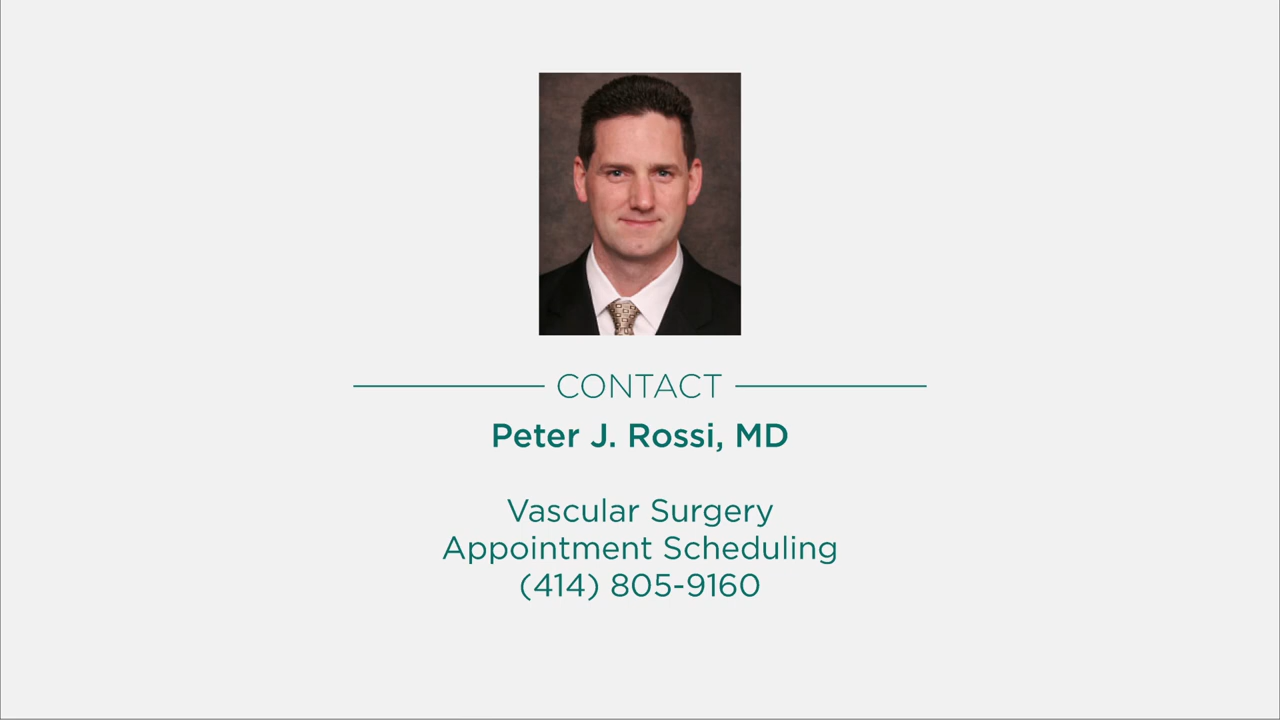 CONTACT
Peter J. Rossi, MD
Vascular Surgery
Appointment Scheduling
(414) 805-9160